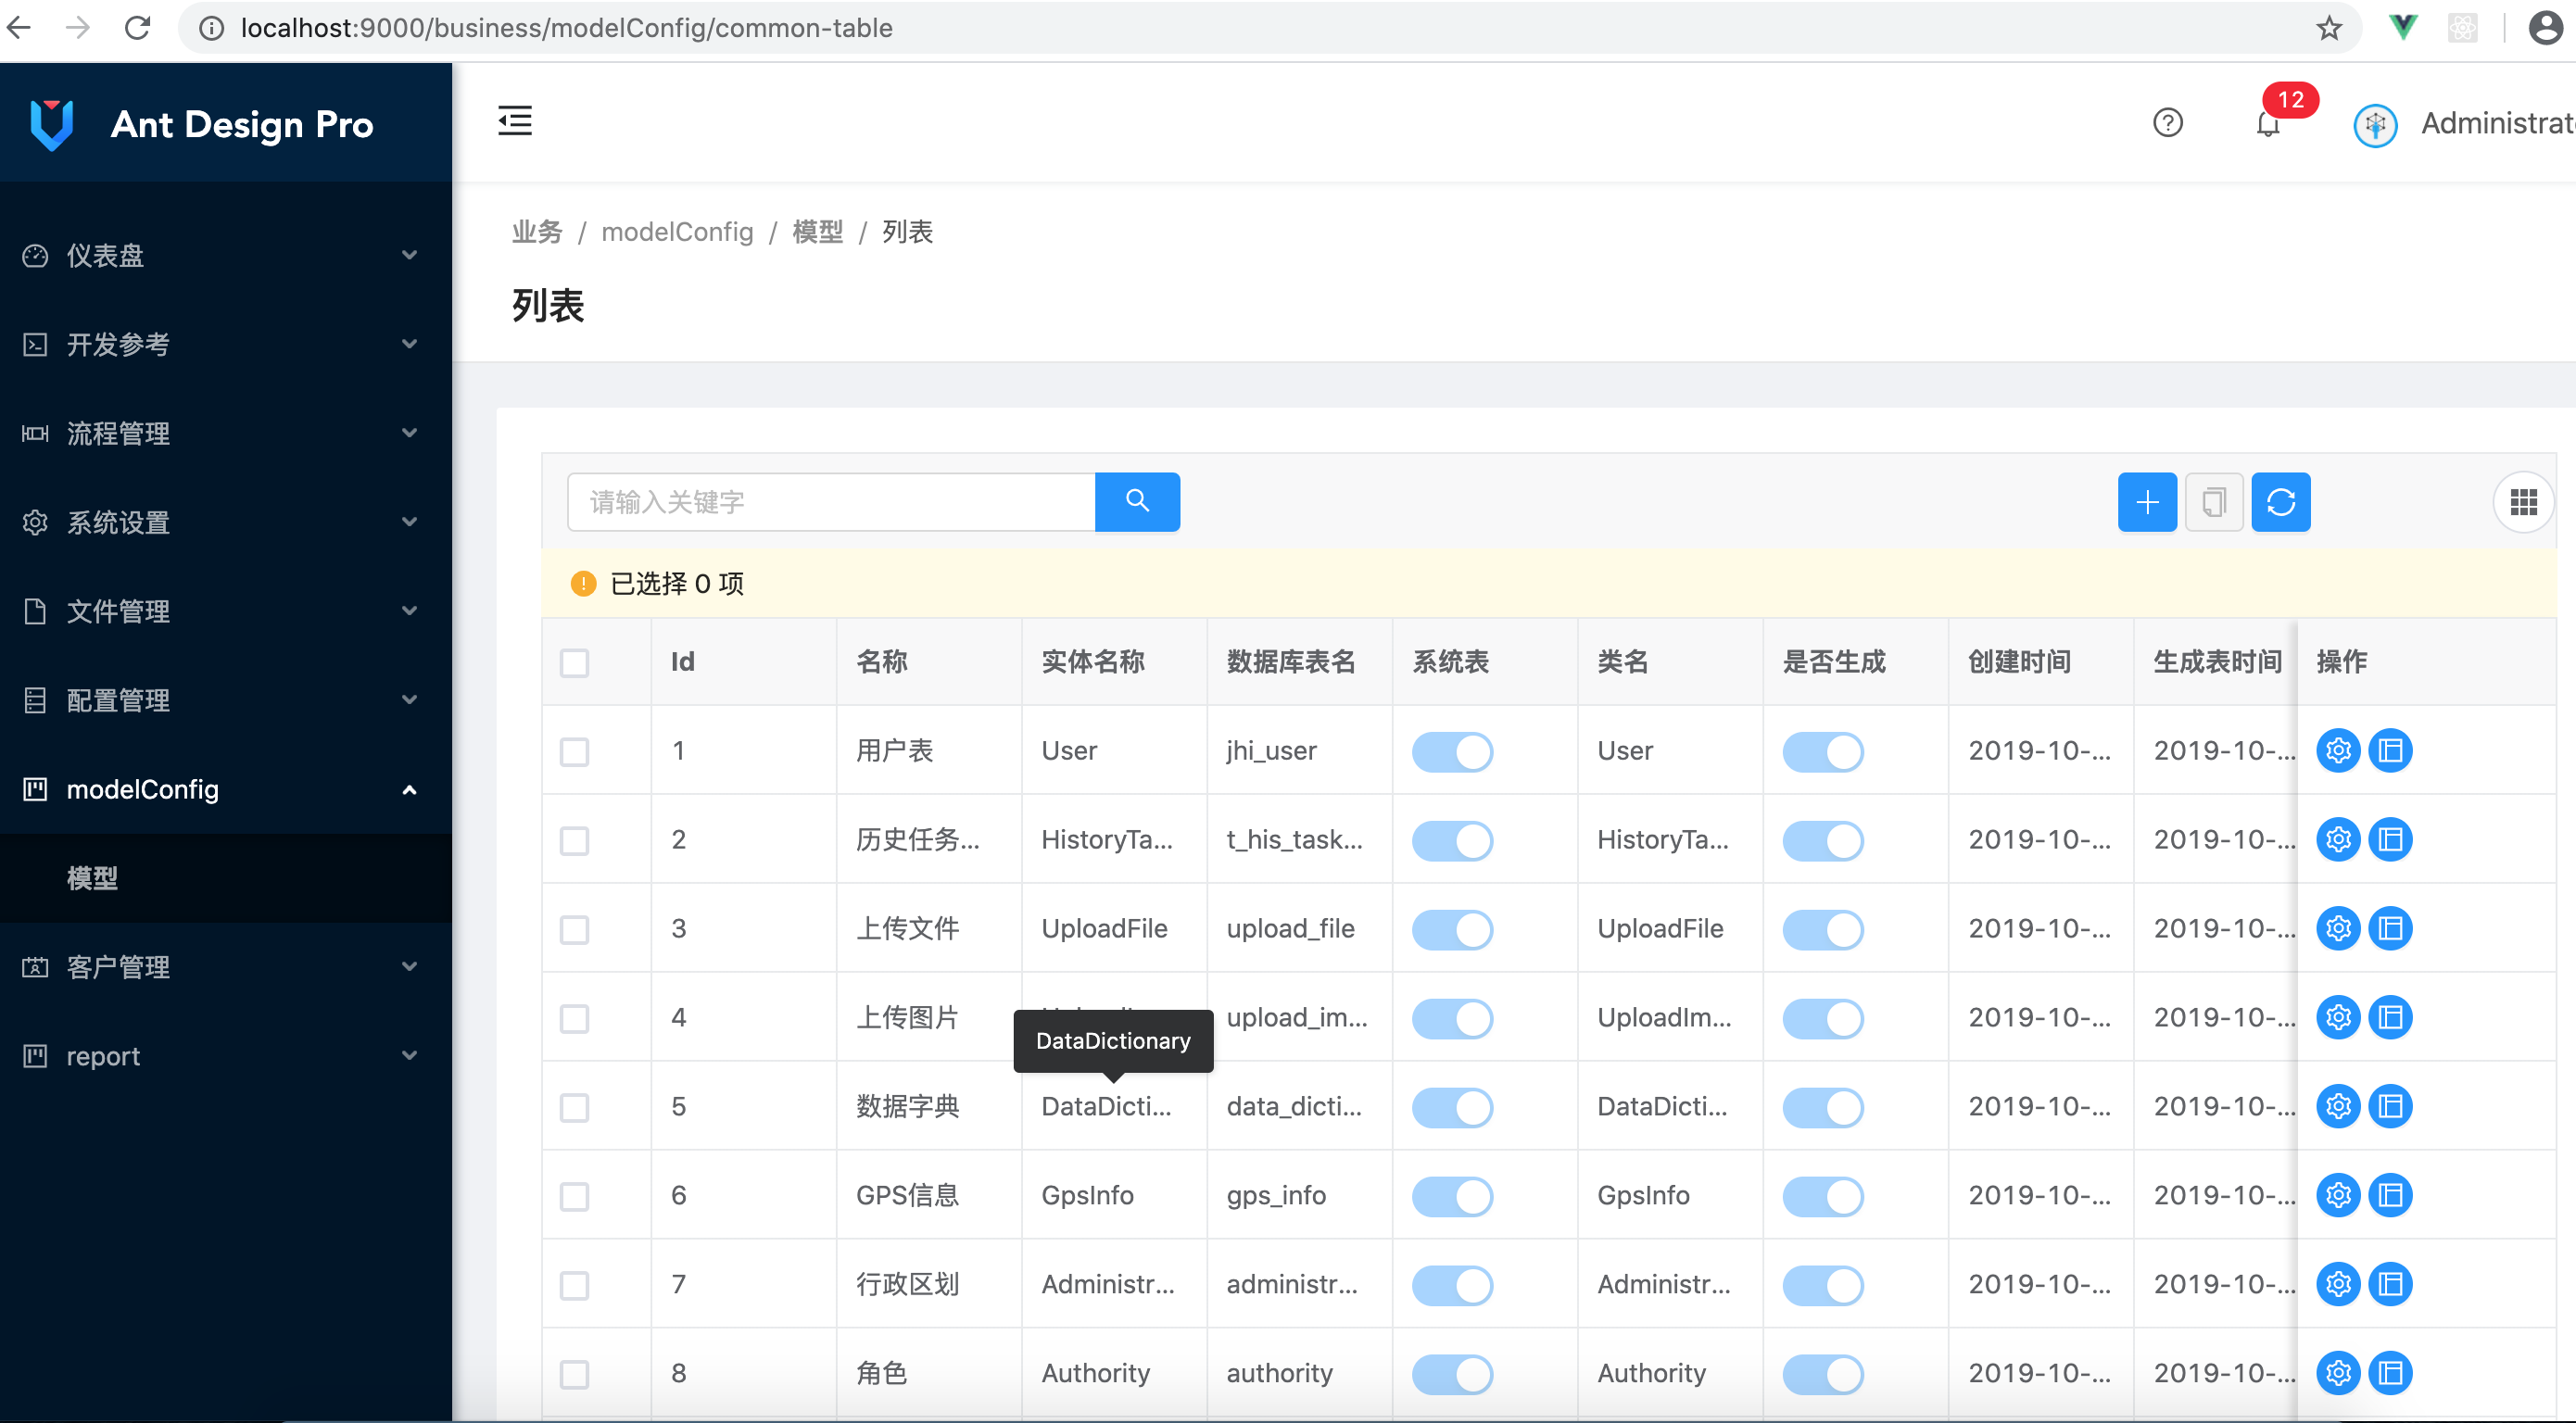 localhost:9000/business/modelConfig/common-table
Ant Design Pro
12
Administrat
仪表盘
开发参考
流程管理
系统设置
文件管理
配置管理
modelConfig
模型
客户管理
report
业务 / modelConfig / 模型 / 列表
列表
请输入关键字
已选择 0 项
Id 名称 实体名称 数据库表名 系统表 类名 是否生成 创建时间 生成表时间 操作
1 用户表 User jhi_user User 2019-10-... 2019-10-...
2 历史任务... HistoryTa... t_his_task... HistoryTa... 2019-10-... 2019-10-...
3 上传文件 UploadFile upload_file UploadFile 2019-10-... 2019-10-...
4 上传图片 upload_im... UploadIm... 2019-10-... 2019-10-...
DataDictionary
5 数据字典 DataDicti... data_dicti... DataDicti... 2019-10-... 2019-10-...
6 GPS信息 GpsInfo gps_info GpsInfo 2019-10-... 2019-10-...
7 行政区划 Administr... administr... Administr... 2019-10-... 2019-10-...
8 角色 Authority authority Authority 2019-10-... 2019-10-...